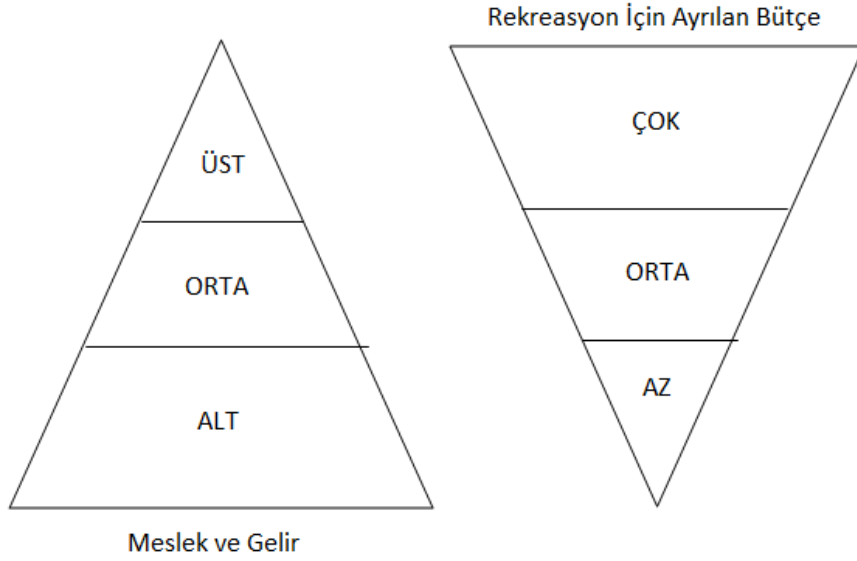 Rekreasyon İçin Ayrılan Bütçe
ÜST
ORTA
ALT
Meslek ve Gelir
ÇOK
ORTA
AZ